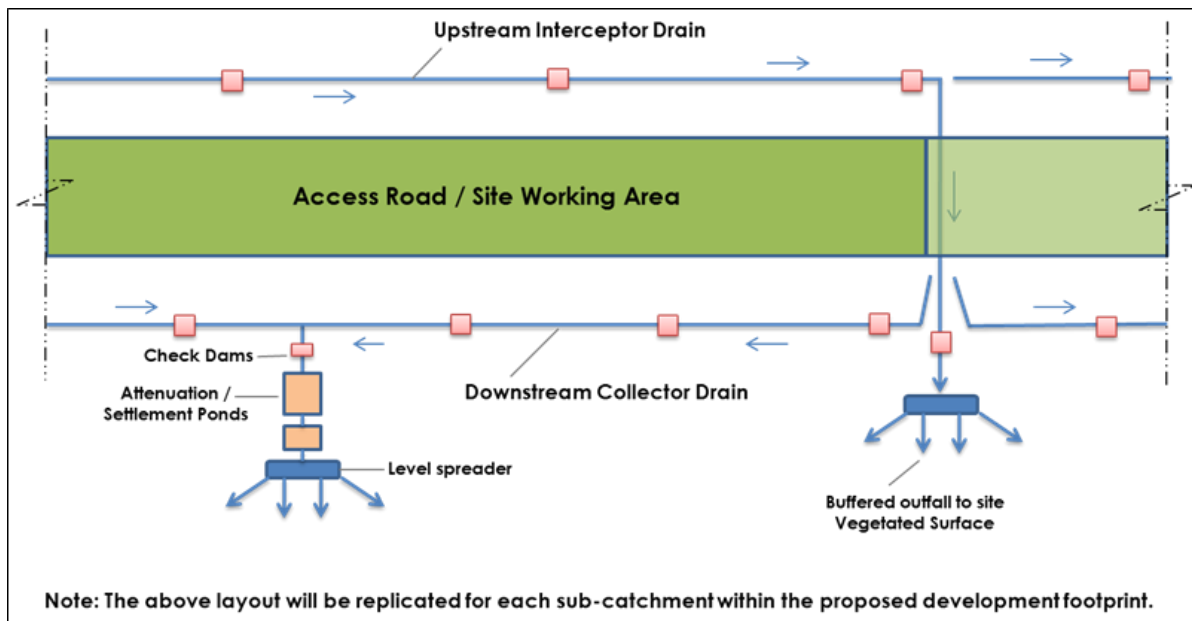 Upstream Interceptor Drain
Access Road / Site Working Area
Check Dams
Attenuation /
Settlement Ponds
Downstream Collector Drain
Level spreader
Buffered outfall to site
Vegetated Surface
Note: The above layout will be replicated for each sub-catchment within the proposed development footprint.